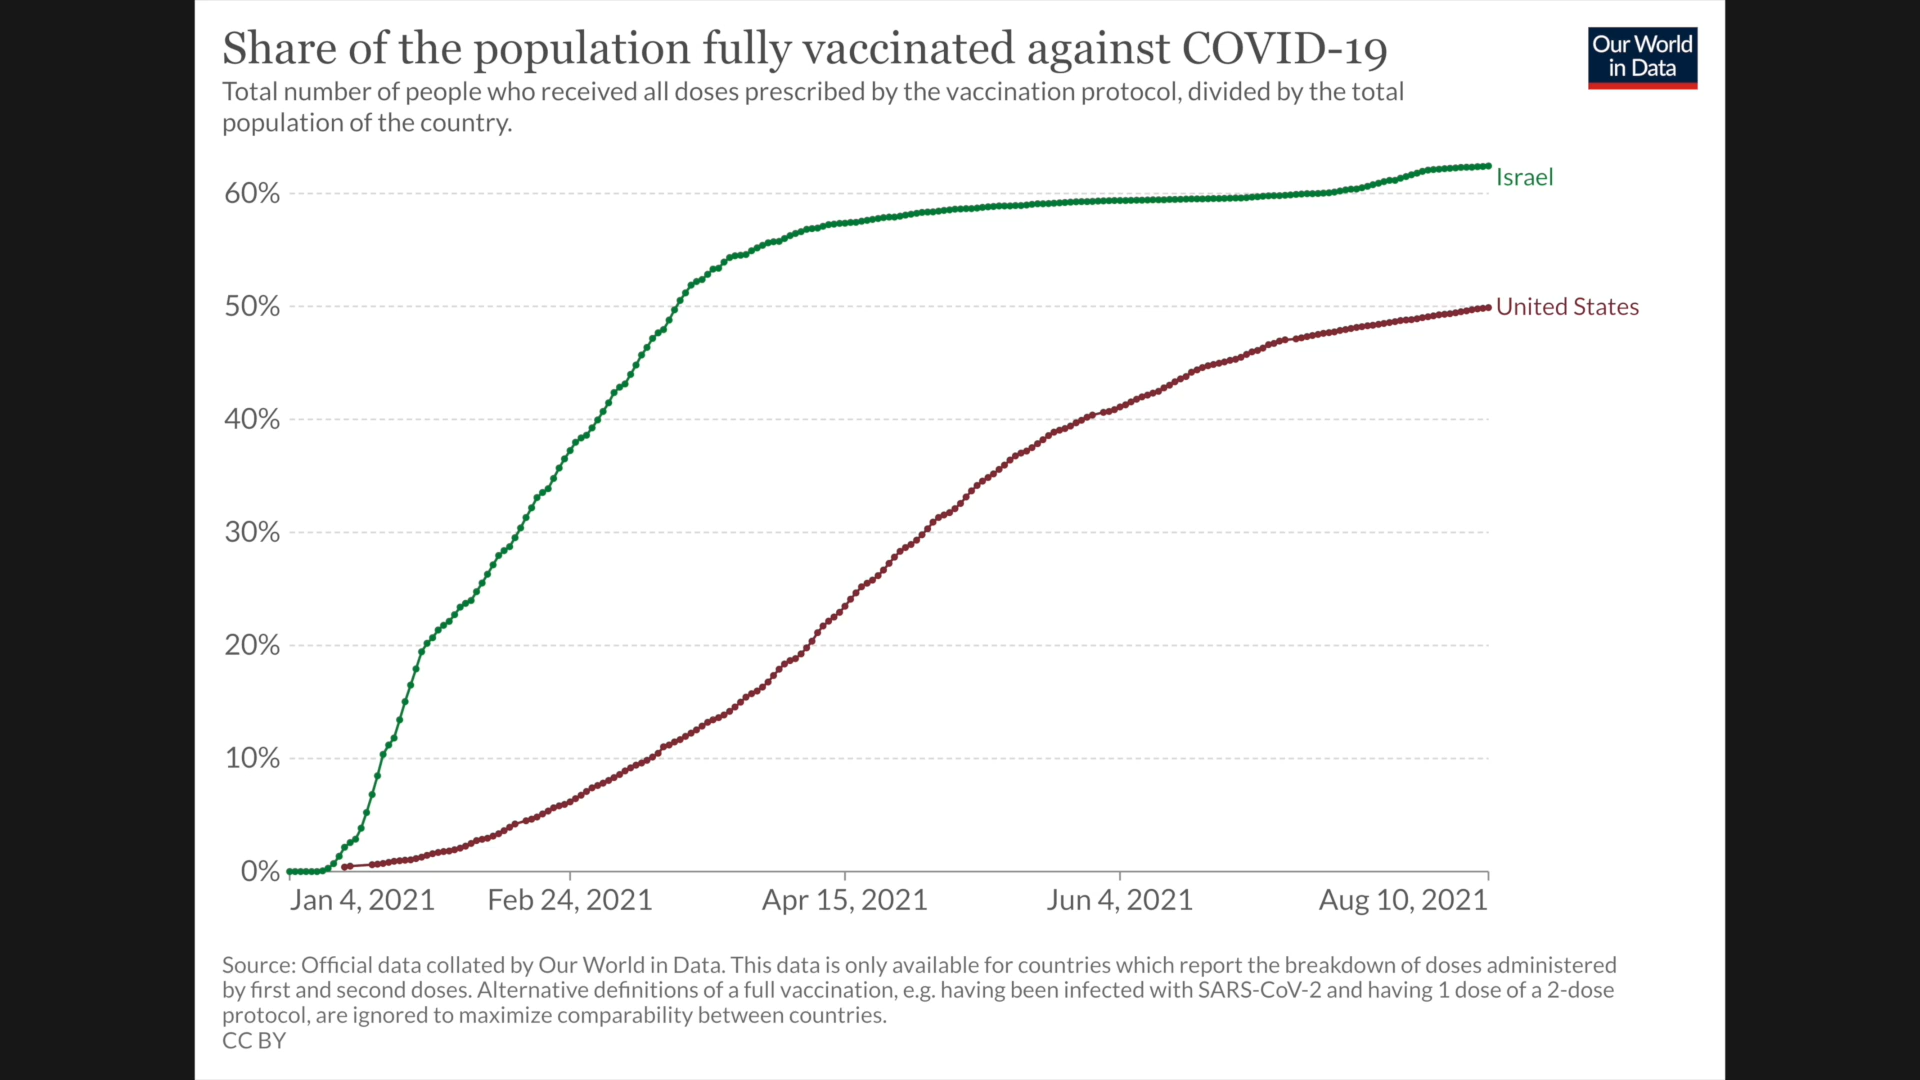 Share of the population fully vaccinated against COVID-19
Our World
in Data
Total number of people who received all doses prescribed by the vaccination protocol, divided by the total
population of the country.
60%
Israel
50%
United States
40%
30%
20%
10%
0%
Jan 4, 2021
Feb 24, 2021
Apr 15, 2021
Jun 4, 2021
Aug 10, 2021
Source: Official data collated by Our World in Data. This data is only available for countries which report the breakdown of doses administered
by first and second doses. Alternative definitions of a full vaccination, e.g. having been infected with SARS-CoV-2 and having 1 dose of a 2-dose
protocol, are ignored to maximize comparability between countries.
CC BY